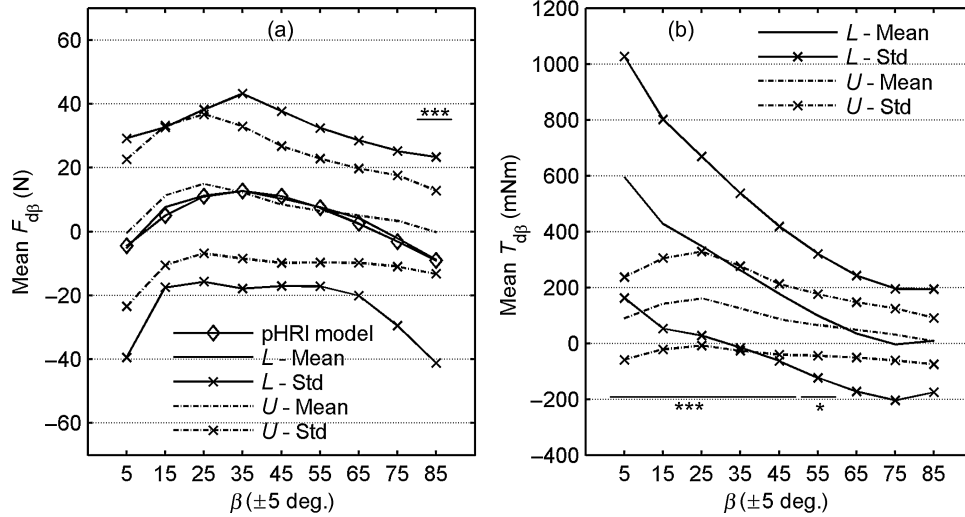 (a)
60
40
20
0
–20
–40
–60
Mean F_dβ (N)
***
pHRI model
L - Mean
L - Std
U - Mean
U - Std
5 15 25 35 45 55 65 75 85
β (±5 deg.)
(b)
1200
1000
800
600
400
200
0
–200
–400
Mean T_dβ (mNm)
L - Mean
L - Std
U - Mean
U - Std
***
*
5 15 25 35 45 55 65 75 85
β (±5 deg.)